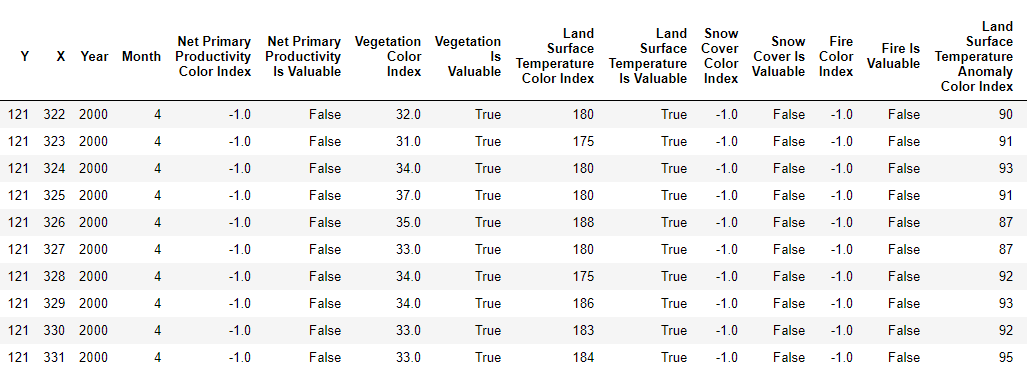 Y X Year Month Net Primary Productivity Color Index Net Primary Productivity Is Valuable Vegetation Color Index Vegetation Is Valuable Land Surface Temperature Color Index Land Surface Temperature Is Valuable Snow Cover Color Index Snow Cover Is Valuable Fire Color Index Fire Is Valuable Land Surface Temperature Anomaly Color Index
121 322 2000 4 -1.0 False 32.0 True 180 True -1.0 False -1.0 False 90
121 323 2000 4 -1.0 False 31.0 True 175 True -1.0 False -1.0 False 91
121 324 2000 4 -1.0 False 34.0 True 180 True -1.0 False -1.0 False 93
121 325 2000 4 -1.0 False 37.0 True 180 True -1.0 False -1.0 False 91
121 326 2000 4 -1.0 False 35.0 True 188 True -1.0 False -1.0 False 87
121 327 2000 4 -1.0 False 33.0 True 180 True -1.0 False -1.0 False 87
121 328 2000 4 -1.0 False 34.0 True 175 True -1.0 False -1.0 False 92
121 329 2000 4 -1.0 False 34.0 True 186 True -1.0 False -1.0 False 93
121 330 2000 4 -1.0 False 33.0 True 183 True -1.0 False -1.0 False 92
121 331 2000 4 -1.0 False 33.0 True 184 True -1.0 False -1.0 False 95